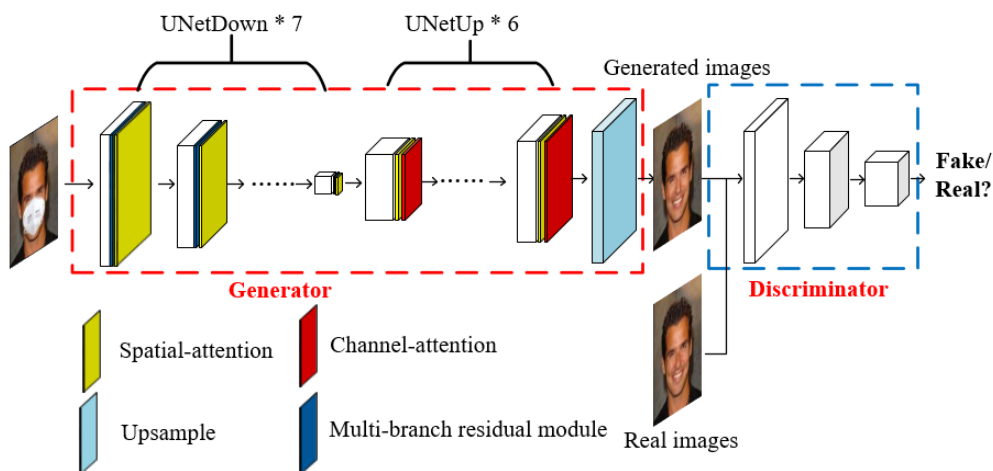 UNetDown * 7
UNetUp * 6
Generated images
Fake/
Real?
Generator
Discriminator
Spatial-attention
Channel-attention
Upsample
Multi-branch residual module
Real images